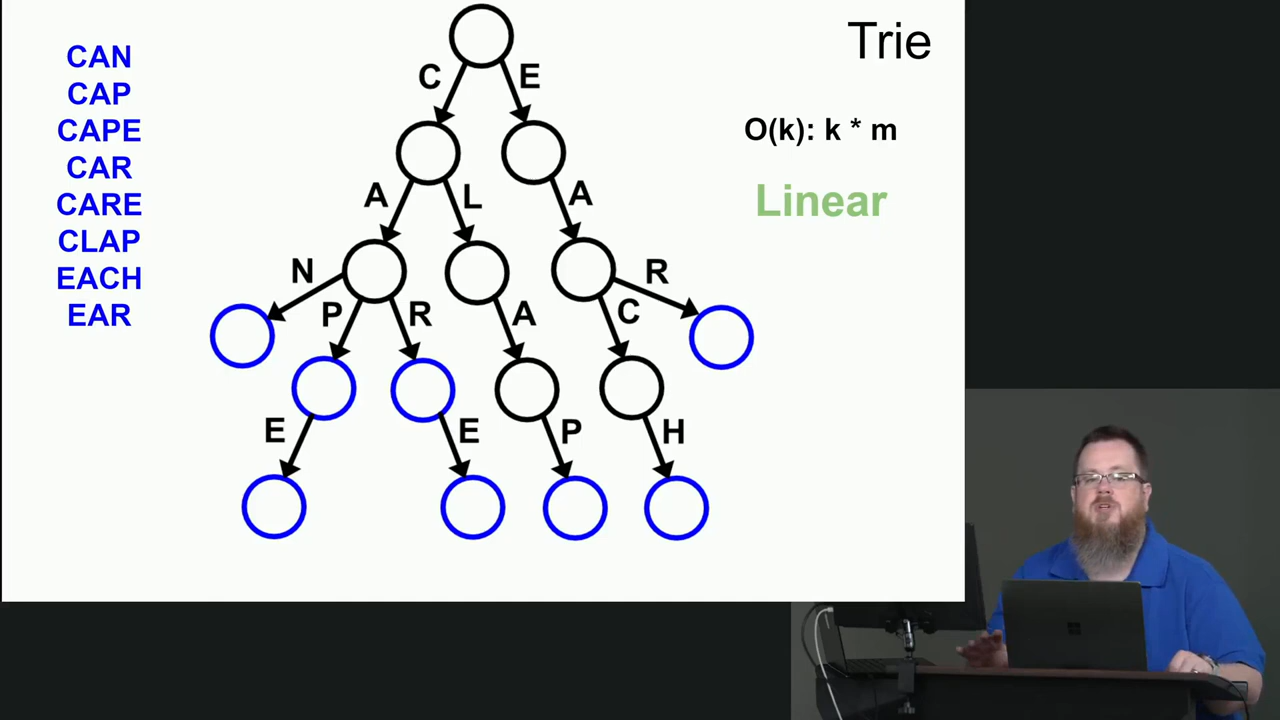 Trie
CAN
CAP
CAPE
CAR
CARE
CLAP
EACH
EAR
O(k): k * m
Linear
C E
A L A
N P R A C R
E E P H